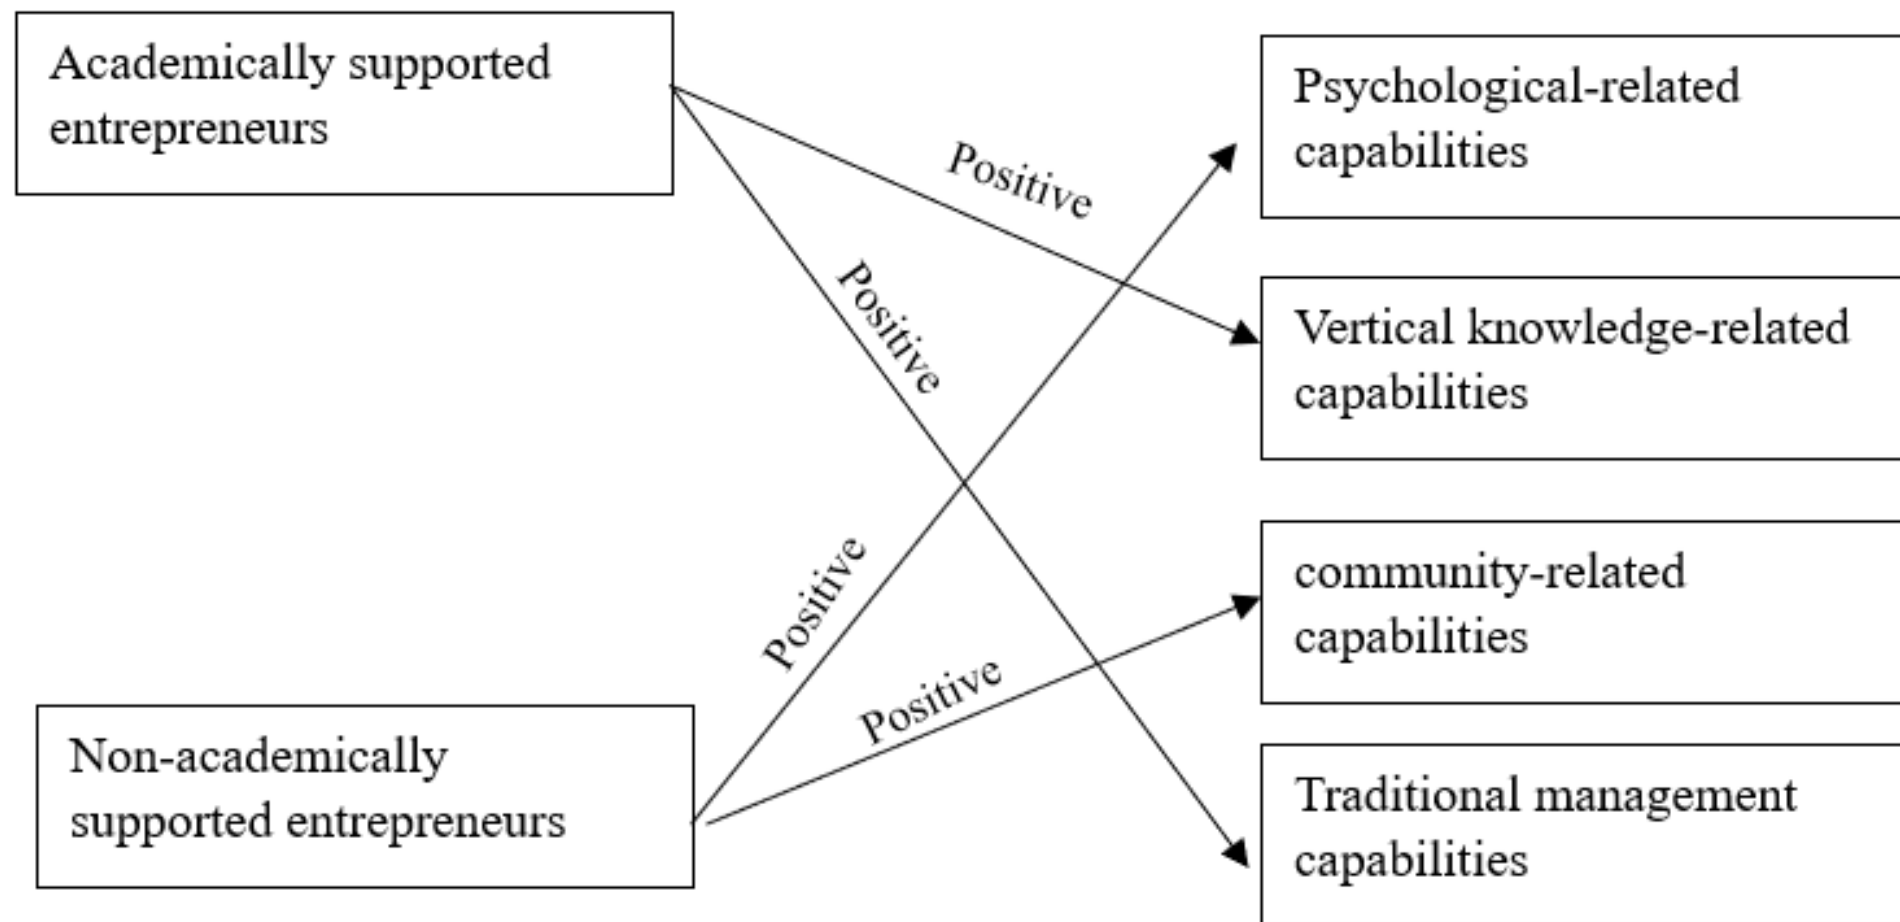 Academically supported
entrepreneurs
Psychological-related
capabilities
Positive
Positive
Vertical knowledge-related
capabilities
Positive
Positive
community-related
capabilities
Non-academically
supported entrepreneurs
Traditional management
capabilities